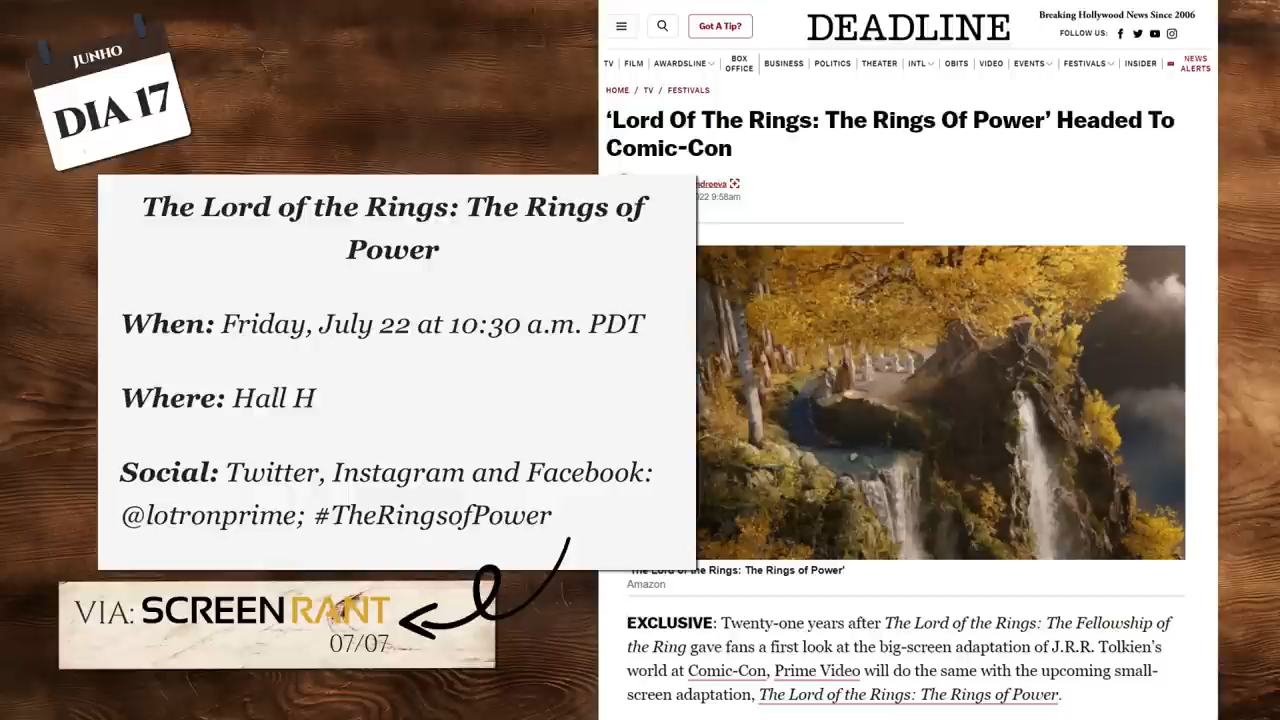 JUNHO
DIA 17
The Lord of the Rings: The Rings of
Power
When: Friday, July 22 at 10:30 a.m. PDT
Where: Hall H
Social: Twitter, Instagram and Facebook:
@lotronprime; #TheRingsofPower
VIA: SCREEN RANT
07/07
Got A Tip?
DEADLINE
Breaking Hollywood News Since 2006
FOLLOW US:
TV FILM AWARDSLINE BOX OFFICE BUSINESS POLITICS THEATER INTL OBITS VIDEO EVENTS FESTIVALS INSIDER NEWS ALERTS
HOME / TV / FESTIVALS
‘Lord Of The Rings: The Rings Of Power’ Headed To
Comic-Con
ndreeva
022 9:58am
'The Lord of the Rings: The Rings of Power'
Amazon
EXCLUSIVE: Twenty-one years after The Lord of the Rings: The Fellowship of
the Ring gave fans a first look at the big-screen adaptation of J.R.R. Tolkien’s
world at Comic-Con, Prime Video will do the same with the upcoming small-
screen adaptation, The Lord of the Rings: The Rings of Power.